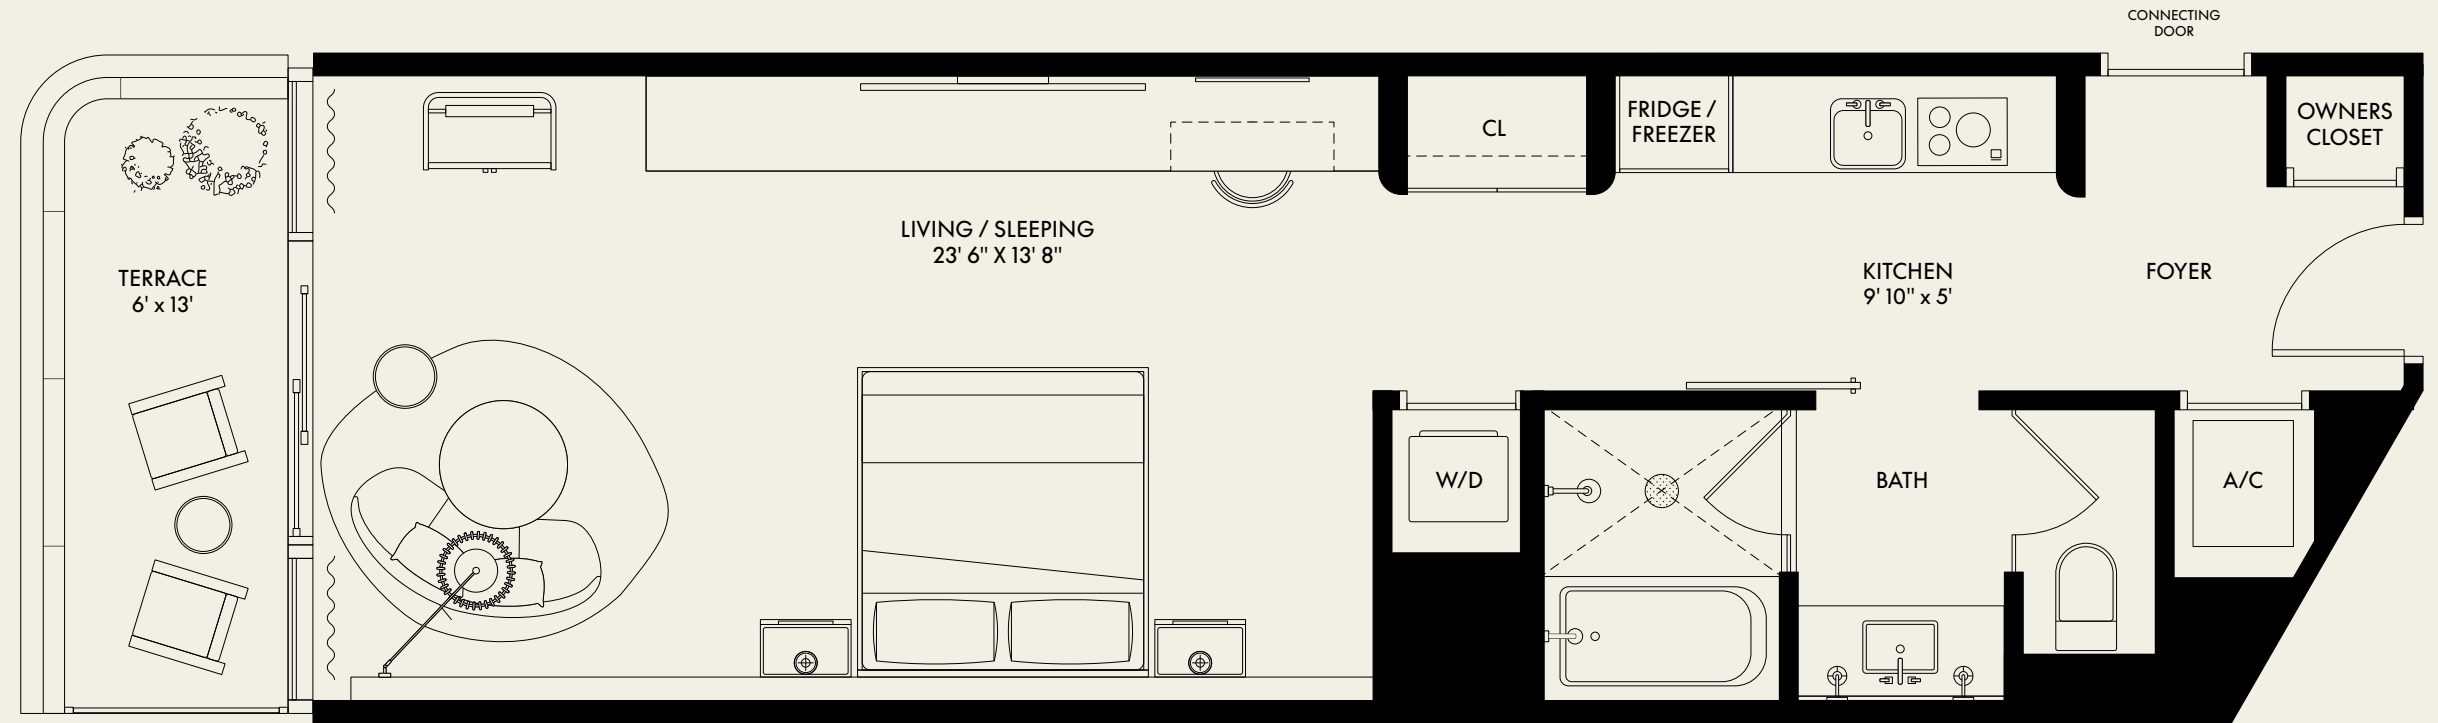 CONNECTING
DOOR
FRIDGE /
FREEZER
CL
OWNERS
CLOSET
LIVING / SLEEPING
23' 6" X 13' 8"
TERRACE
6' x 13'
KITCHEN
9' 10" x 5'
FOYER
W/D
BATH
A/C